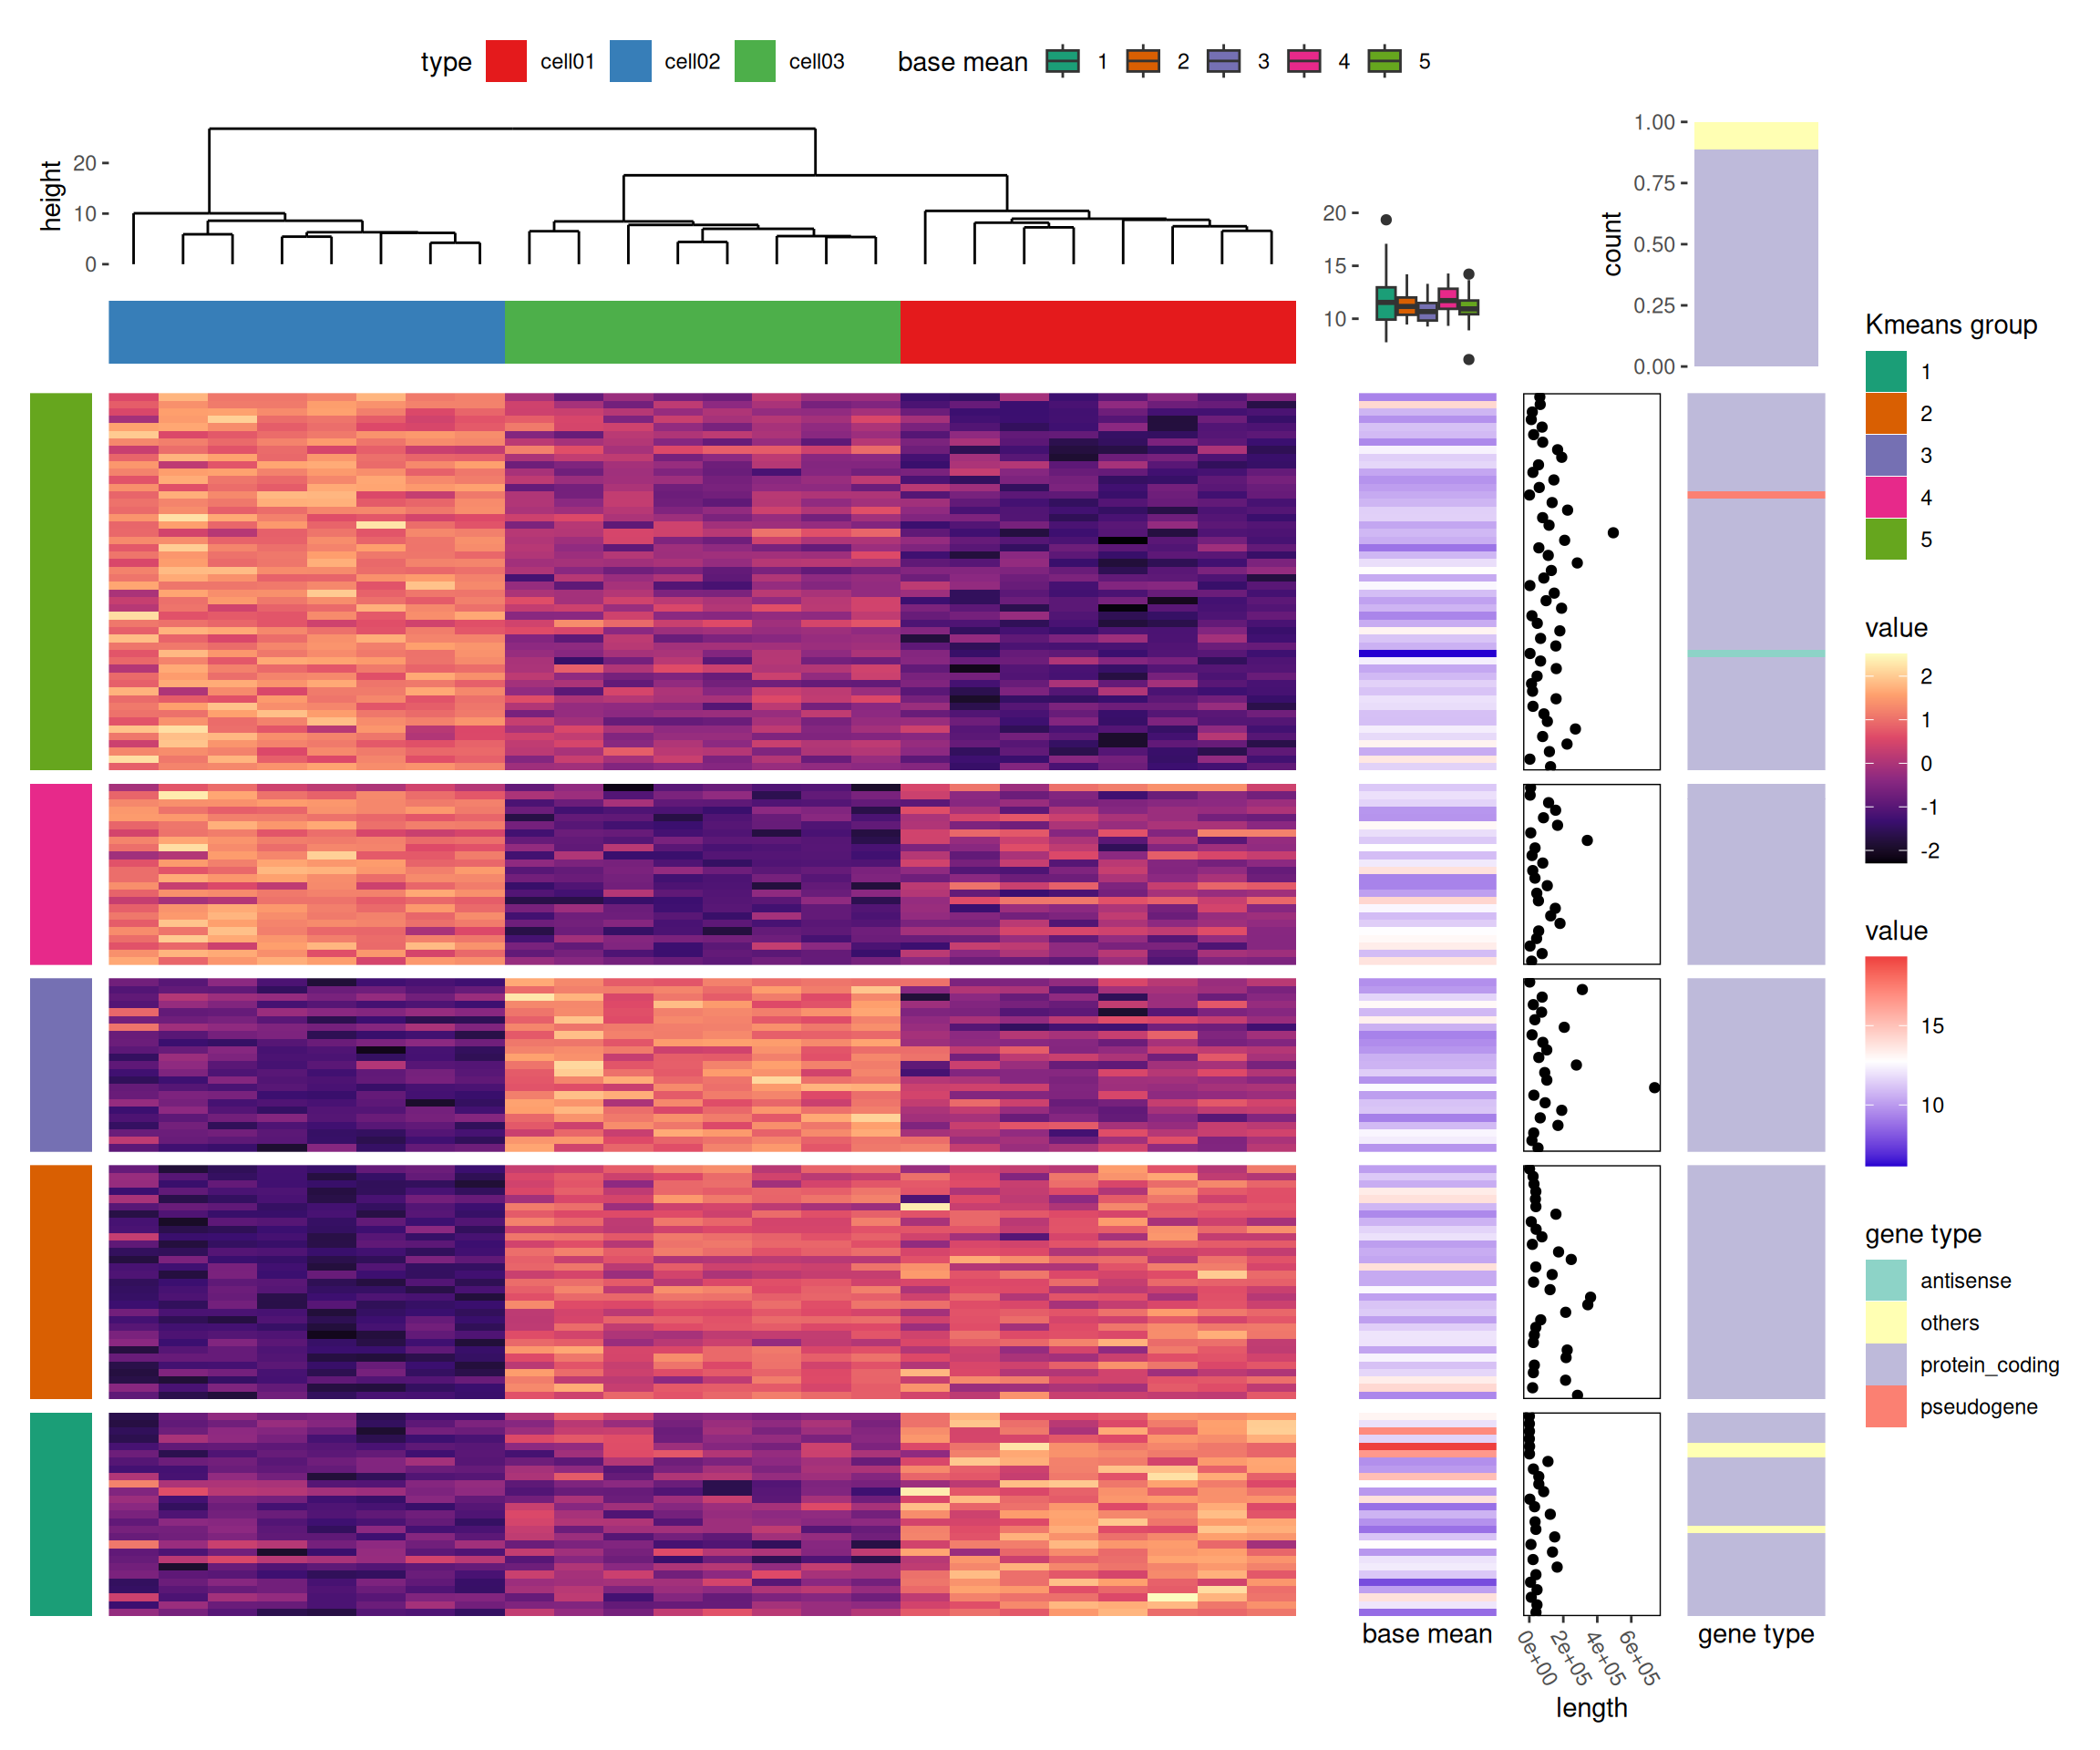 type cell01 cell02 cell03 base mean 1 2 3 4 5
height
20
10
0
20
15
10
count
1.00
0.75
0.50
0.25
0.00
Kmeans group
1
2
3
4
5
value
2
1
0
-1
-2
value
15
10
gene type
antisense
others
protein_coding
pseudogene
base mean
0e+00 2e+05 4e+05 6e+05
length
gene type